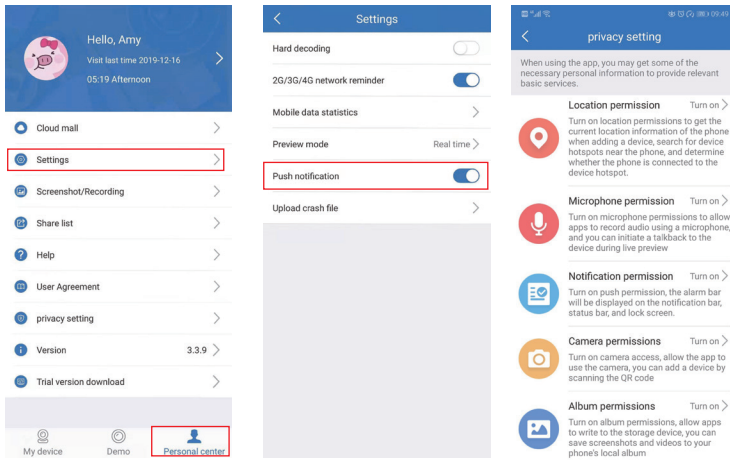 Hello, Amy
Visit last time 2019-12-16
05:19 Afternoon
Cloud mall
Settings
Screenshot/Recording
Share list
Help
User Agreement
privacy setting
Version 3.3.9
Trial version download
My device Demo Personal center
Settings
Hard decoding
2G/3G/4G network reminder
Mobile data statistics
Preview mode Real time
Push notification
Upload crash file
09:49
privacy setting
When using the app, you may get some of the
necessary personal information to provide relevant
basic services.
Location permission Turn on
Turn on location permissions to get the
current location information of the phone
when adding a device, search for device
hotspots near the phone, and determine
whether the phone is connected to the
device hotspot.
Microphone permission Turn on
Turn on microphone permissions to allow
apps to record audio using a microphone,
and you can initiate a talkback to the
device during live preview
Notification permission Turn on
Turn on push permission, the alarm bar
will be displayed on the notification bar,
status bar, and lock screen.
Camera permissions Turn on
Turn on camera access, allow the app to
use the camera, you can add a device by
scanning the QR code
Album permissions Turn on
Turn on album permissions, allow apps
to write to the storage device, you can
save screenshots and videos to your
phone's local album